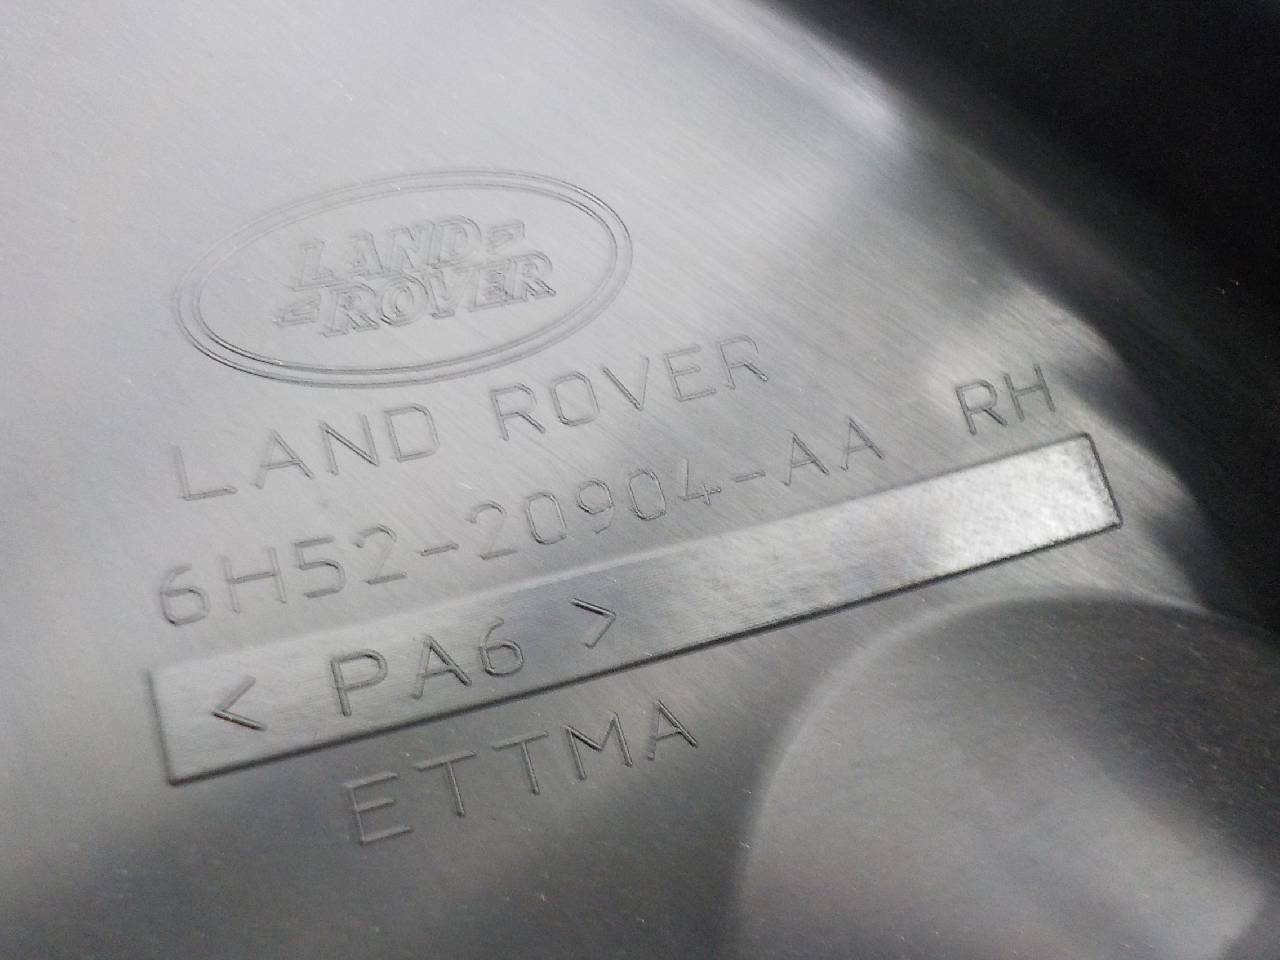 LAND
ROVER
LAND ROVER
6H52-20904-AA RH
< PA6 >
ETTMA